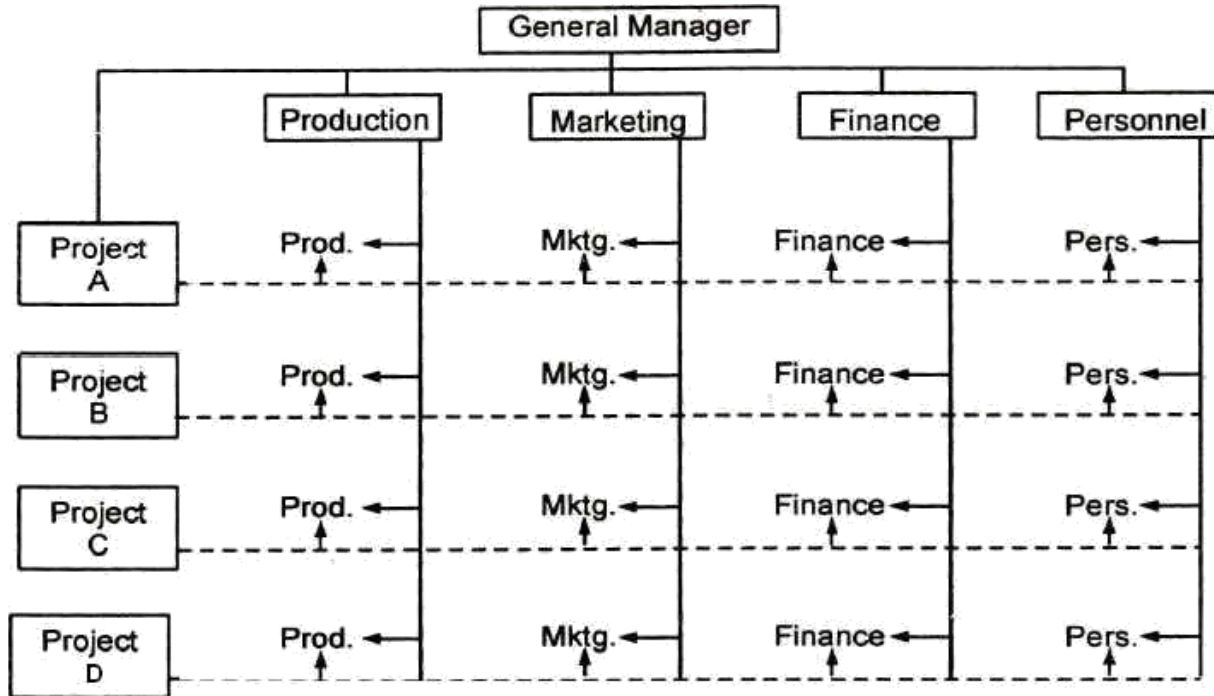 General Manager
Production Marketing Finance Personnel
Project
A
Prod. Mktg. Finance Pers.
Project
B
Prod. Mktg. Finance Pers.
Project
C
Prod. Mktg. Finance Pers.
Project
D
Prod. Mktg. Finance Pers.